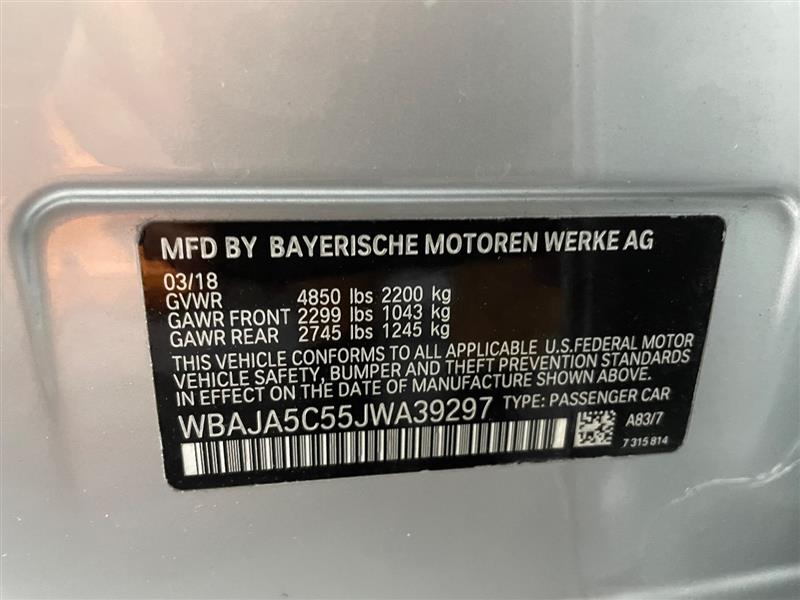 MFD BY BAYERISCHE MOTOREN WERKE AG
03/18
GVWR 4850 lbs 2200 kg
GAWR FRONT 2299 lbs 1043 kg
GAWR REAR 2745 lbs 1245 kg
THIS VEHICLE CONFORMS TO ALL APPLICABLE U.S.FEDERAL MOTOR
VEHICLE SAFETY, BUMPER AND THEFT PREVENTION STANDARDS
IN EFFECT ON THE DATE OF MANUFACTURE SHOWN ABOVE.
WBAJA5C55JWA39297 TYPE: PASSENGER CAR
A83/7
7 315 814